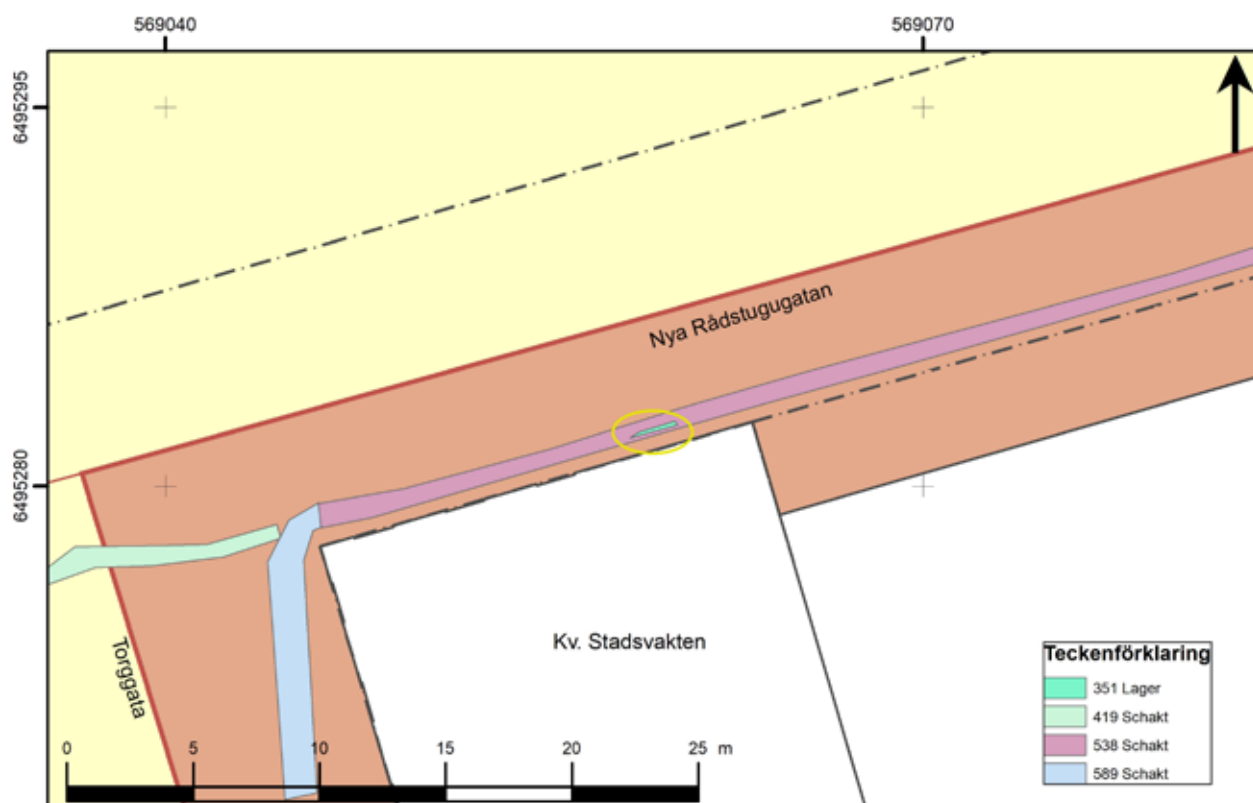 569040
569070
6495295
Nya Rådstugugatan
6495280
Torggata
Kv. Stadsvakten
Teckenförklaring
351 Lager
419 Schakt
538 Schakt
589 Schakt
0 5 10 15 20 25 m